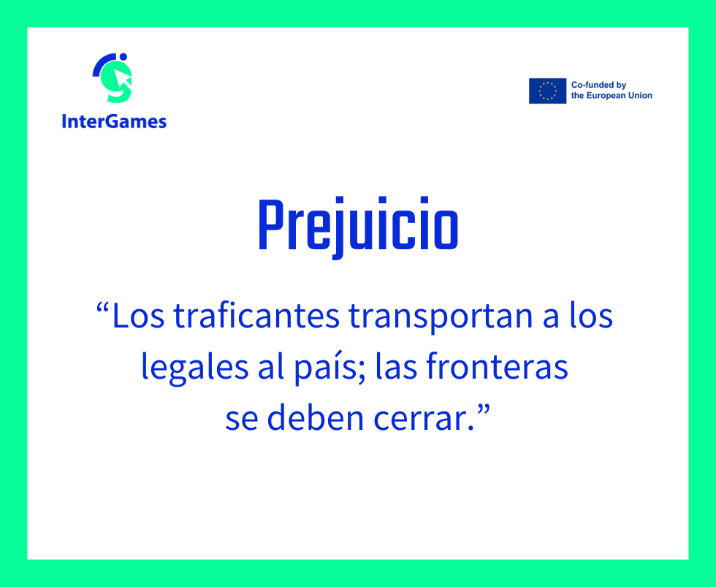 InterGames
Co-funded by
the European Union
Prejuicio
“Los traficantes transportan a los
legales al país; las fronteras
se deben cerrar.”